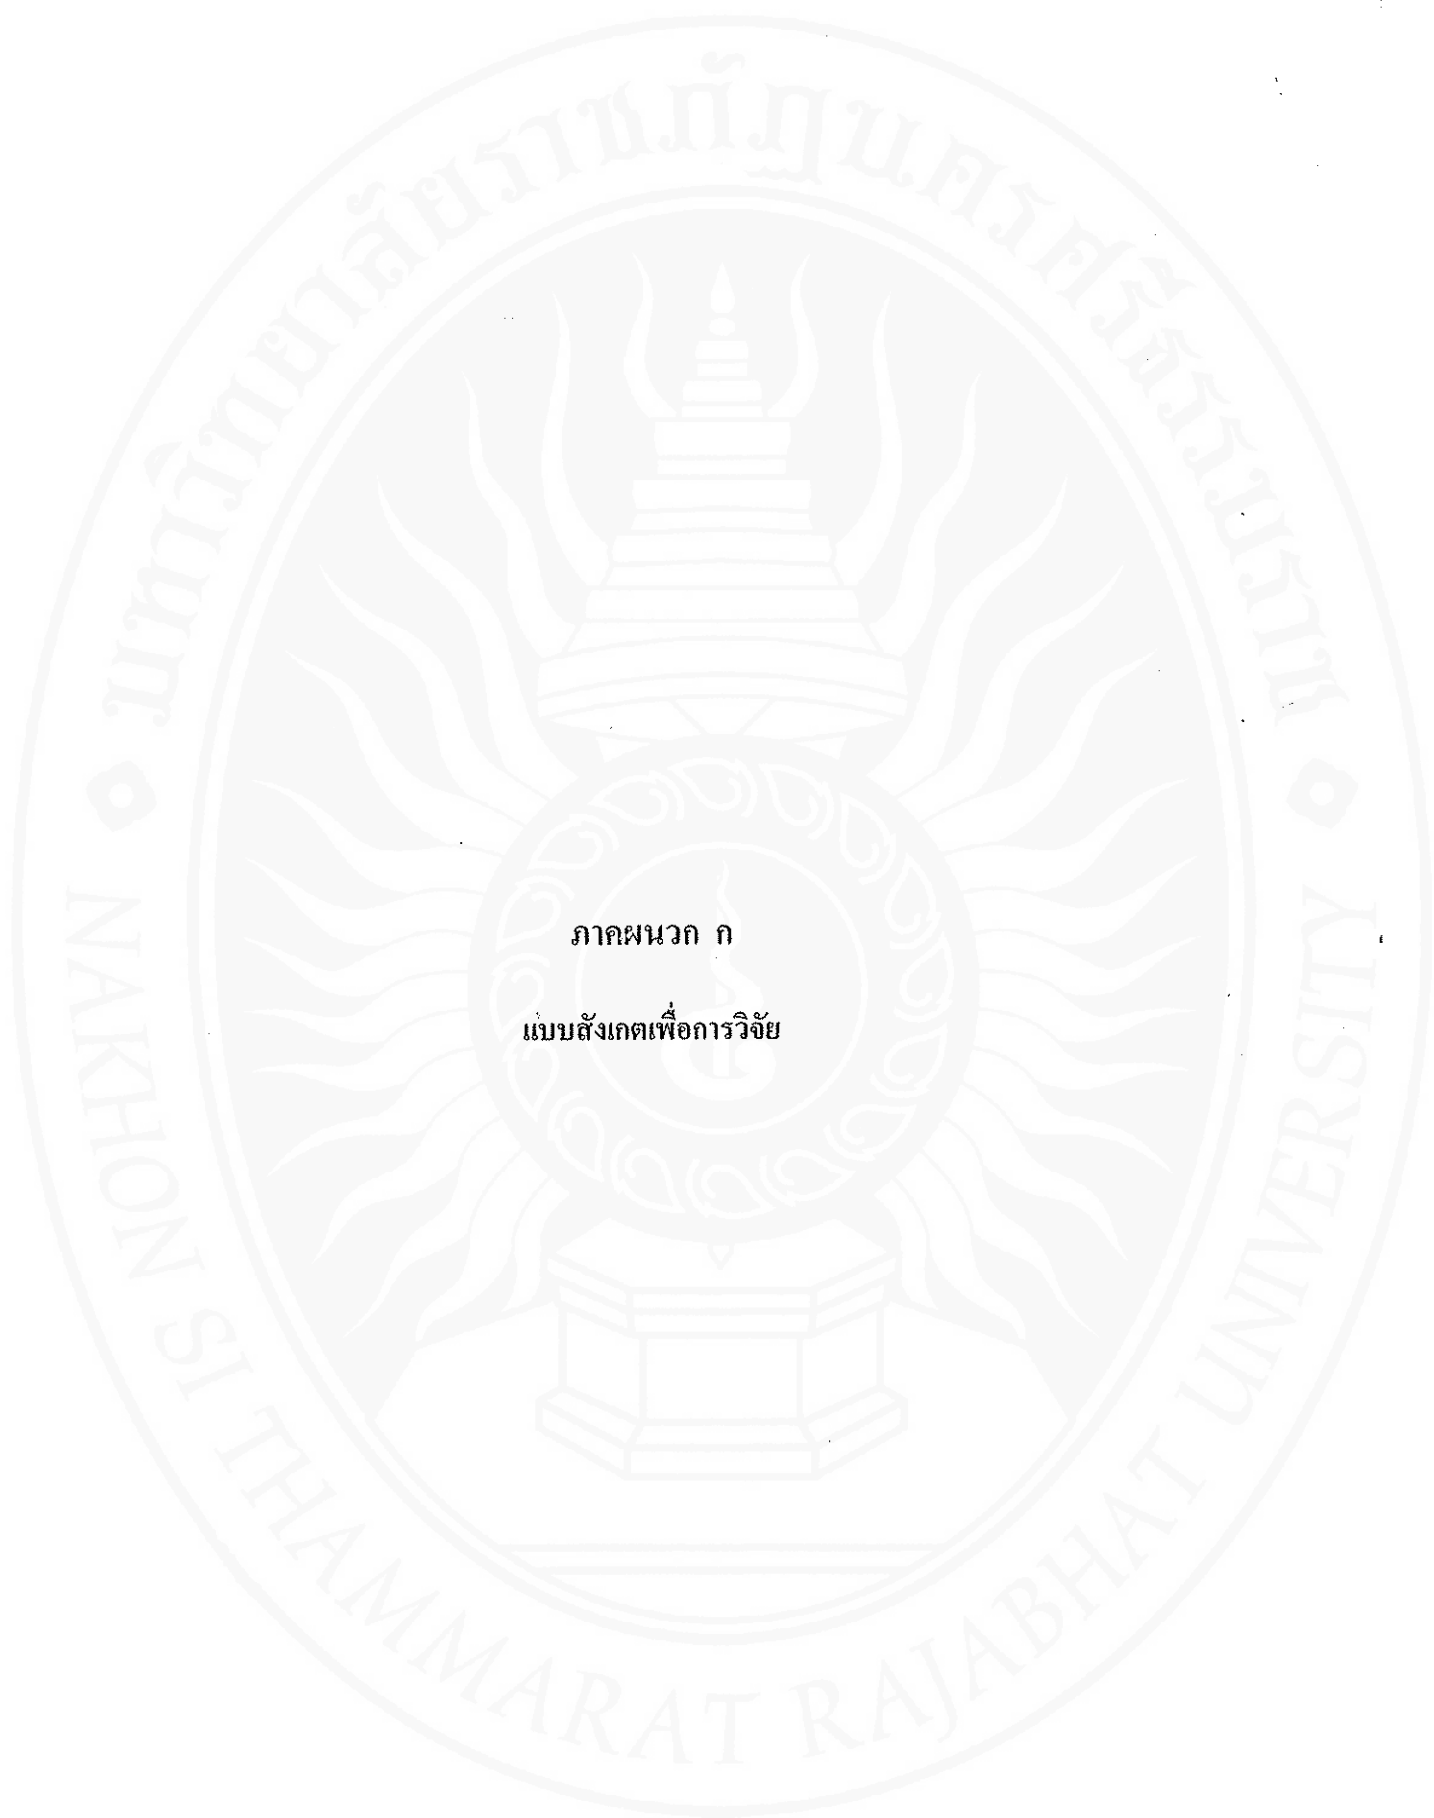 มหาวิทยาลัยราชภัฏนครศรีธรรมราช
ภาคผนวก ก
แบบสังเกตเพื่อการวิจัย
NAKHON SI THAMMARAT RAJABHAT UNIVERSITY